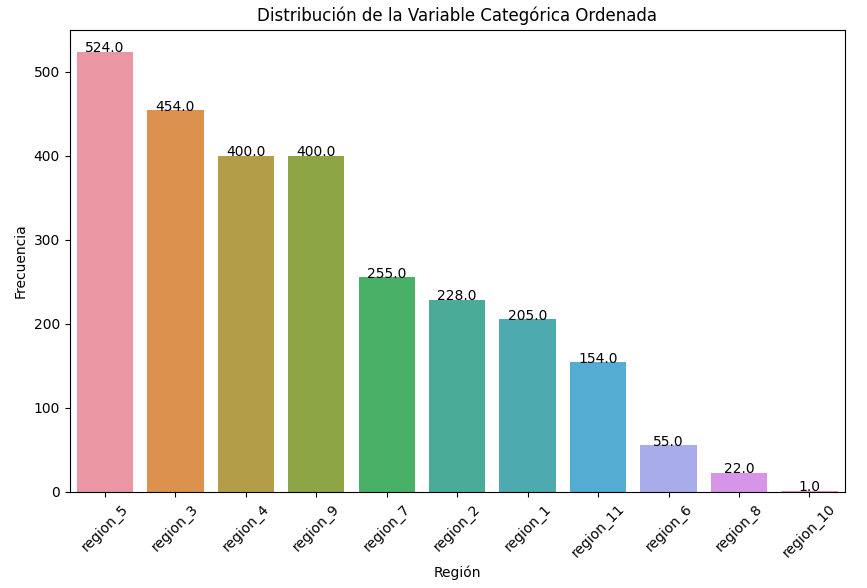 Distribución de la Variable Categórica Ordenada
Frecuencia
500
400
300
200
100
0
524.0
454.0
400.0
400.0
255.0
228.0
205.0
154.0
55.0
22.0
1.0
region_5
region_3
region_4
region_9
region_7
region_2
region_1
region_11
region_6
region_8
region_10
Región